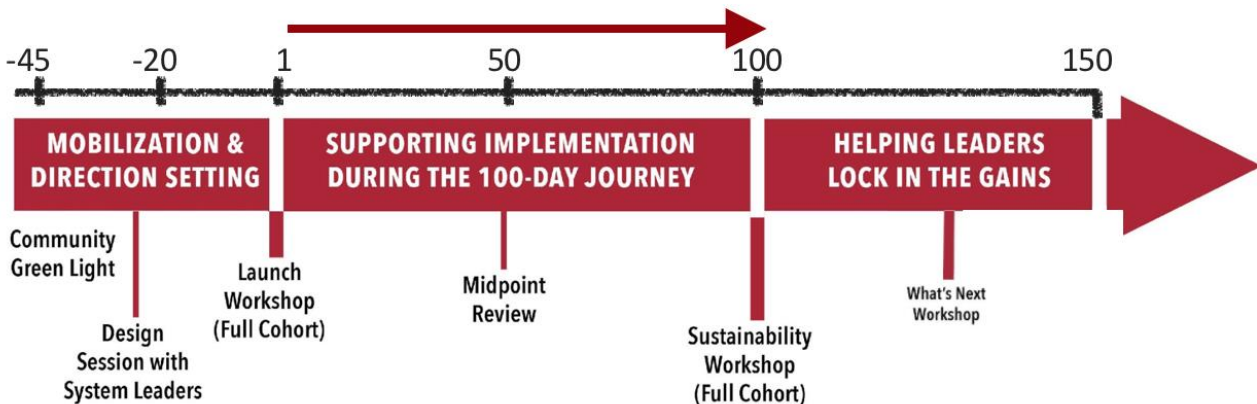 -45
-20
1
50
100
150
MOBILIZATION &
DIRECTION SETTING
SUPPORTING IMPLEMENTATION
DURING THE 100-DAY JOURNEY
HELPING LEADERS
LOCK IN THE GAINS
Community
Green Light
Design
Session with
System Leaders
Launch
Workshop
(Full Cohort)
Midpoint
Review
Sustainability
Workshop
(Full Cohort)
What's Next
Workshop